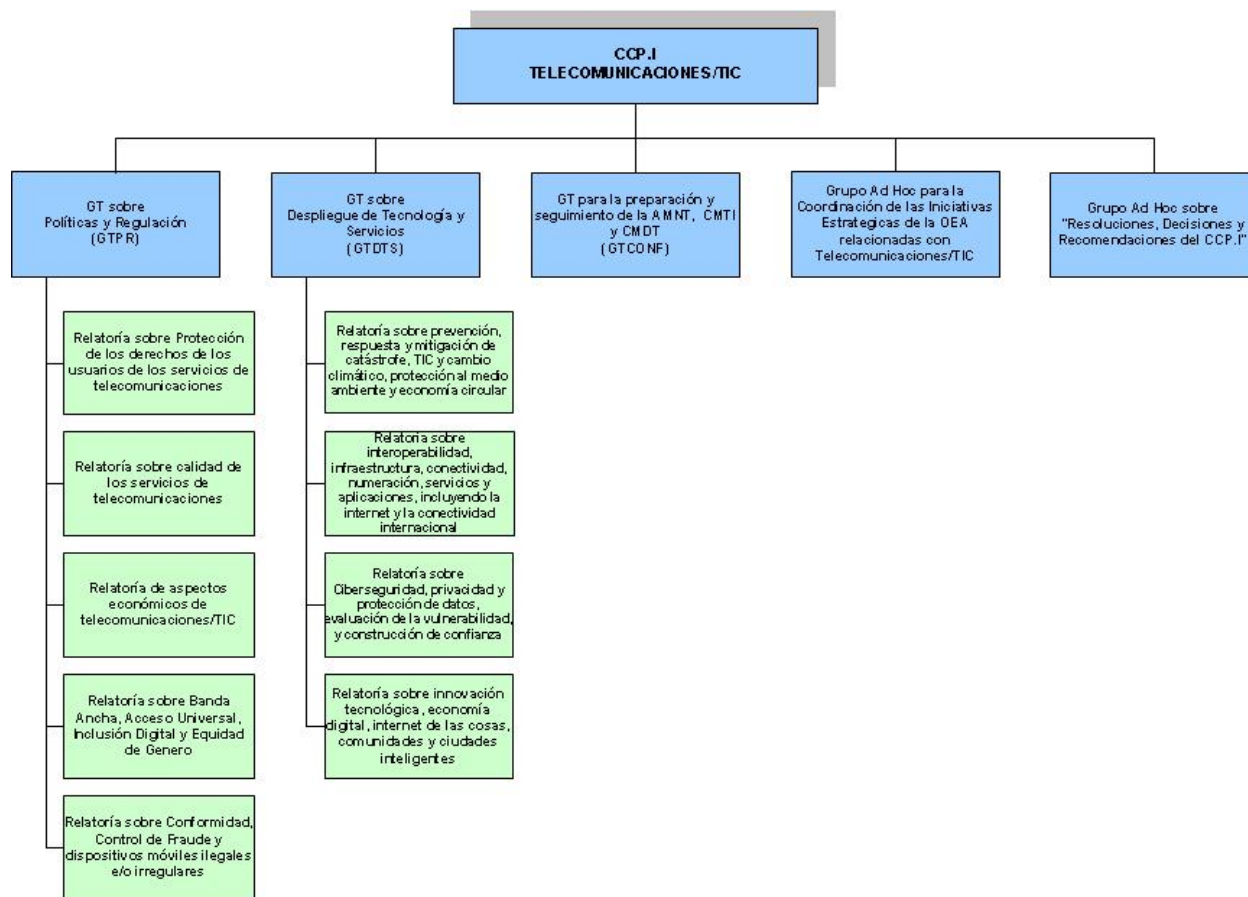 CCP.I
TELECOMUNICACIONES/TIC
GT sobre
Políticas y Regulación
(GTPR)
GT sobre
Despliegue de Tecnología y
Servicios
(GTDTS)
GT para la preparación y
seguimiento de la AMNT, CMTI
y CMDT
(GTCONF)
Grupo Ad Hoc para la
Coordinación de las Iniciativas
Estrategicas de la OEA
relacionadas con
Telecomunicaciones/TIC
Grupo Ad Hoc sobre
"Resoluciones, Decisiones y
Recomendaciones del CCP.I"
Relatoría sobre Protección
de los derechos de los
usuarios de los servicios de
telecomunicaciones
Relatoría sobre calidad de
los servicios de
telecomunicaciones
Relatoría de aspectos
económicos de
telecomunicaciones/TIC
Relatoría sobre Banda
Ancha, Acceso Universal,
Inclusión Digital y Equidad
de Genero
Relatoría sobre Conformidad,
Control de Fraude y
dispositivos móviles ilegales
e/o irregulares
Relatoría sobre prevención,
respuesta y mitigación de
catástrofe, TIC y cambio
climático, protección al medio
ambiente y economía circular
Relatoria sobre
interoperabilidad,
infraestructura, conectividad,
numeración, servicios y
aplicaciones, incluyendo la
internet y la conectividad
internacional
Relatoría sobre
Ciberseguridad, privacidad y
protección de datos,
evaluación de la vulnerabilidad,
y construcción de confianza
Relatoría sobre innovación
tecnológica, economía
digital, internet de las cosas,
comunidades y ciudades
inteligentes